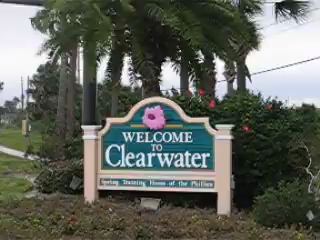 WELCOME
TO
Clearwater
Spring Training Home of the Phillies